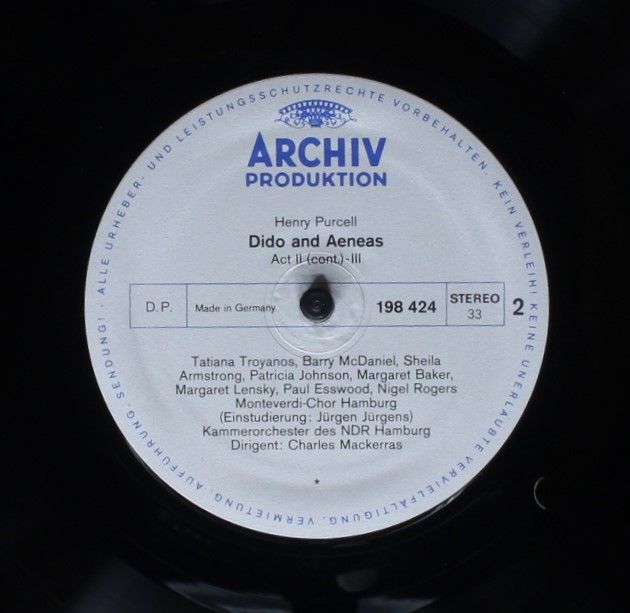 ALLE URHEBER- UND LEISTUNGSSCHUTZRECHTE VORBEHALTEN. KEIN VERLEIH! KEINE UNERLAUBTE VERVIELFÄLTIGUNG, VERMIETUNG, AUFFÜHRUNG, SENDUNG! ·
ARCHIV
PRODUKTION
Henry Purcell
Dido and Aeneas
Act II (cont.)-III
D.P.
Made in Germany
198 424
STEREO
33
2
Tatiana Troyanos, Barry McDaniel, Sheila
Armstrong, Patricia Johnson, Margaret Baker,
Margaret Lensky, Paul Esswood, Nigel Rogers
Monteverdi-Chor Hamburg
(Einstudierung: Jürgen Jürgens)
Kammerorchester des NDR Hamburg
Dirigent: Charles Mackerras
*